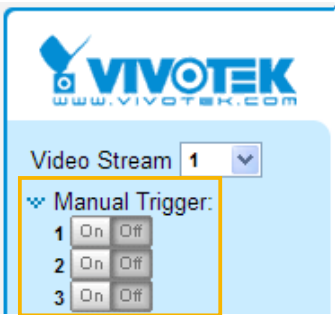 VIVOTEK
www.vivotek.com
Video Stream 1
Manual Trigger:
1 On Off
2 On Off
3 On Off